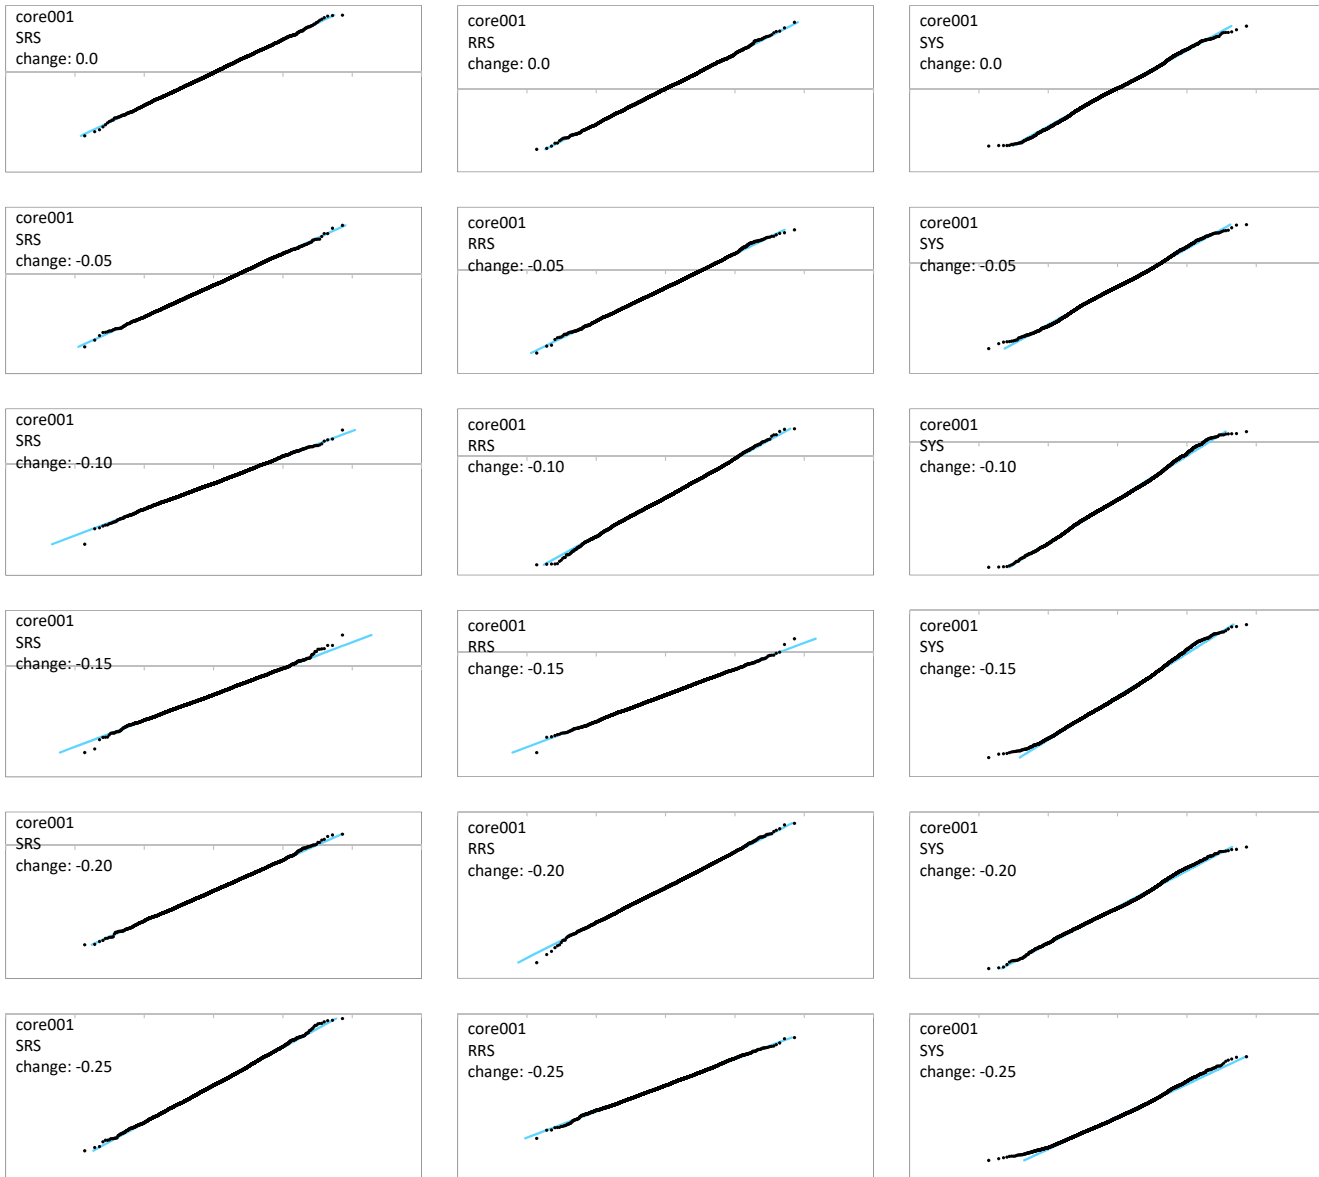 core001
SRS
change: 0.0
core001
RRS
change: 0.0
core001
SYS
change: 0.0
core001
SRS
change: -0.05
core001
RRS
change: -0.05
core001
SYS
change: -0.05
core001
SRS
change: -0.10
core001
RRS
change: -0.10
core001
SYS
change: -0.10
core001
SRS
change: -0.15
core001
RRS
change: -0.15
core001
SYS
change: -0.15
core001
SRS
change: -0.20
core001
RRS
change: -0.20
core001
SYS
change: -0.20
core001
SRS
change: -0.25
core001
RRS
change: -0.25
core001
SYS
change: -0.25